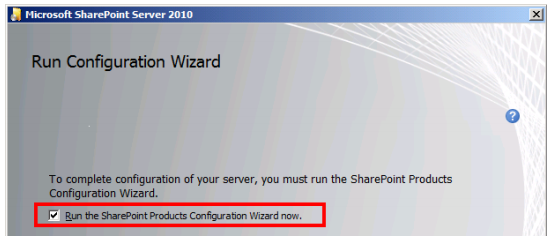 Microsoft SharePoint Server 2010
Run Configuration Wizard
?
To complete configuration of your server, you must run the SharePoint Products
Configuration Wizard.
Run the SharePoint Products Configuration Wizard now.